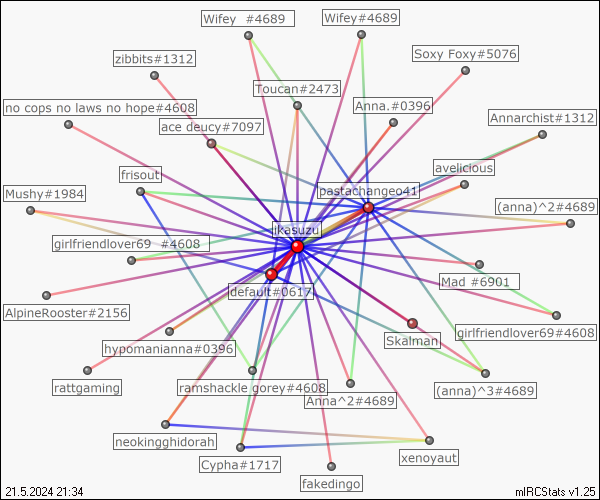 Wifey  #4689
Wifey#4689
Soxy Foxy#5076
zibbits#1312
Toucan#2473
no cops no laws no hope#4608
Anna.#0396
Annarchist#1312
ace deucy#7097
avelicious
frisout
pastachangeo41
Mushy#1984
(anna)^2#4689
ikasuzu
girlfriendlover69  #4608
Mad #6901
default#0617
AlpineRooster#2156
girlfriendlover69#4608
Skalman
hypomanianna#0396
rattgaming
ramshackle gorey#4608
(anna)^3#4689
Anna^2#4689
neokingghidorah
xenoyaut
Cypha#1717
fakedingo
21.5.2024 21:34
mIRCStats v1.25